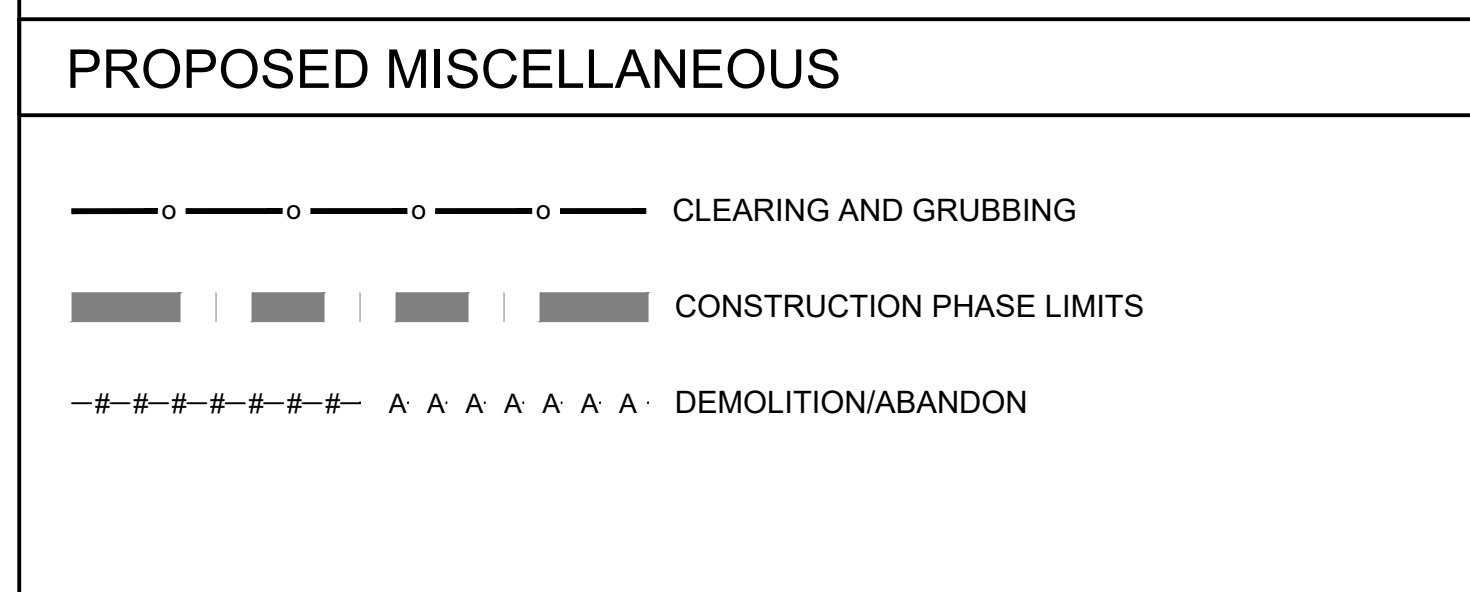 PROPOSED MISCELLANEOUS
o o o o CLEARING AND GRUBBING
CONSTRUCTION PHASE LIMITS
—#—#—#—#—#—#—#— A A A A A A A DEMOLITION/ABANDON